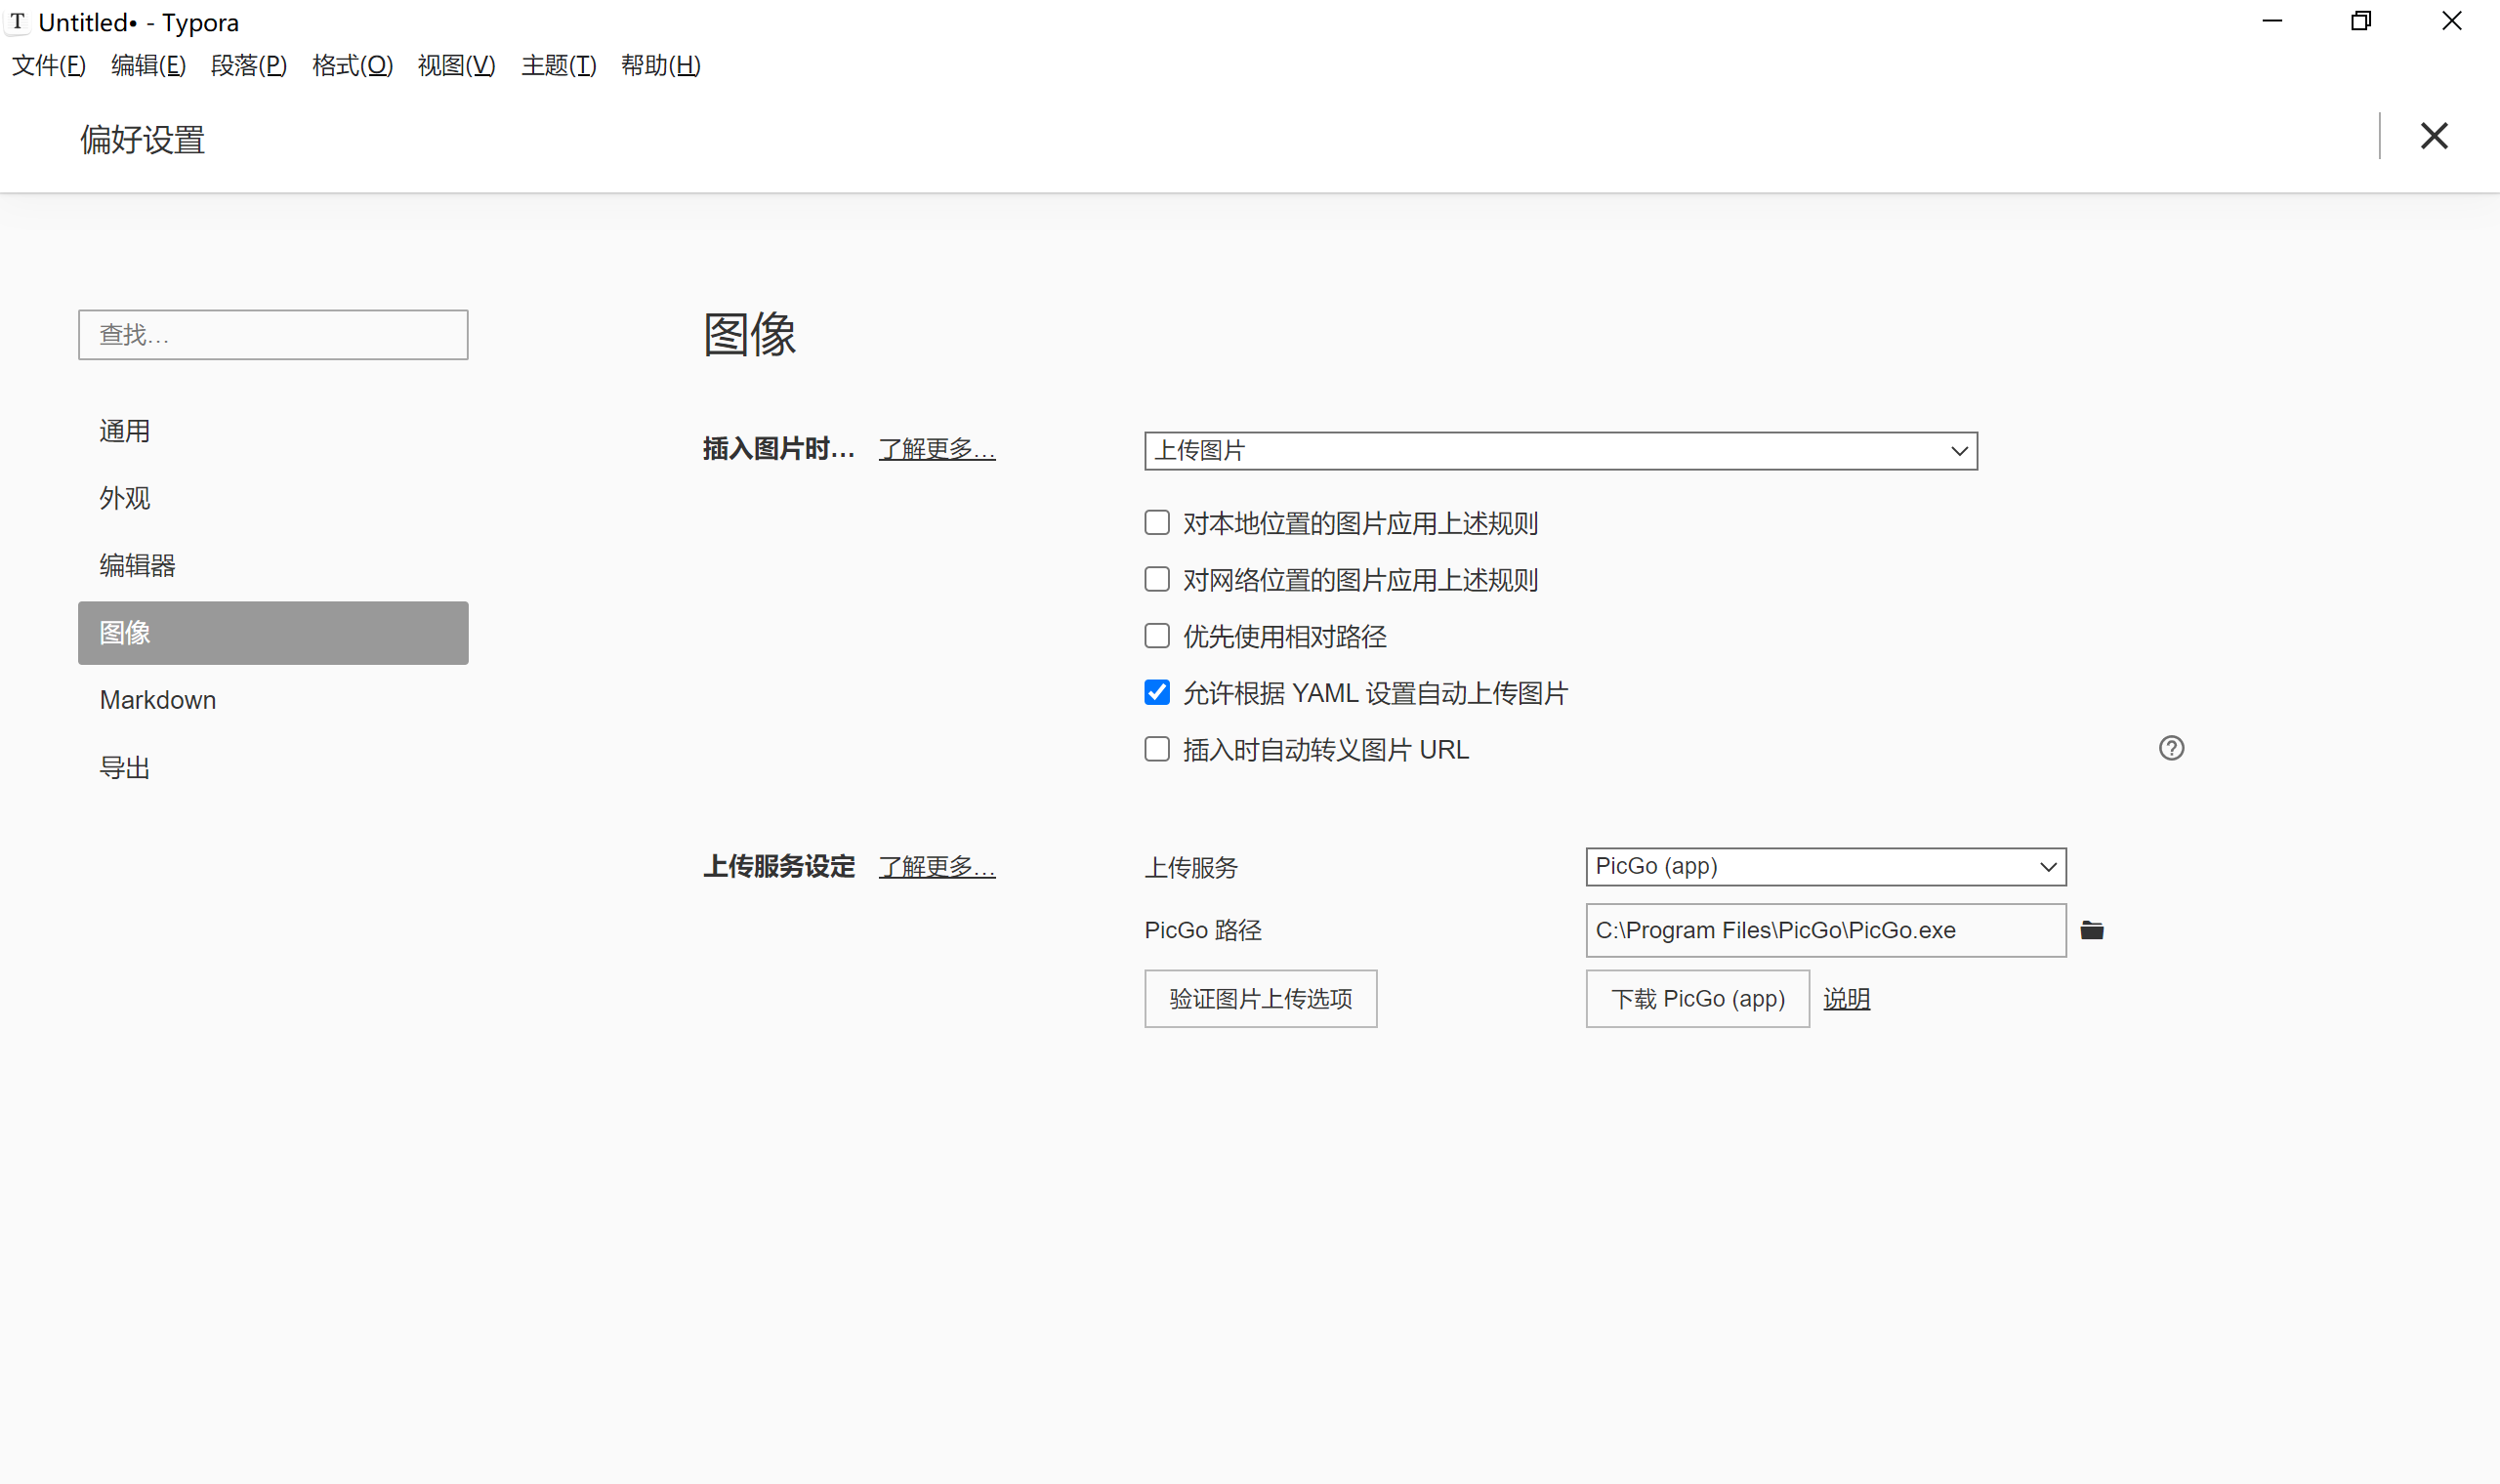 T Untitled• - Typora
文件(F) 编辑(E) 段落(P) 格式(O) 视图(V) 主题(T) 帮助(H)
偏好设置
查找…
通用
外观
编辑器
图像
Markdown
导出
图像
插入图片时… 了解更多… 上传图片
对本地位置的图片应用上述规则
对网络位置的图片应用上述规则
优先使用相对路径
允许根据 YAML 设置自动上传图片
插入时自动转义图片 URL
上传服务设定 了解更多… 上传服务 PicGo (app)
PicGo 路径 C:\Program Files\PicGo\PicGo.exe
验证图片上传选项 下载 PicGo (app) 说明